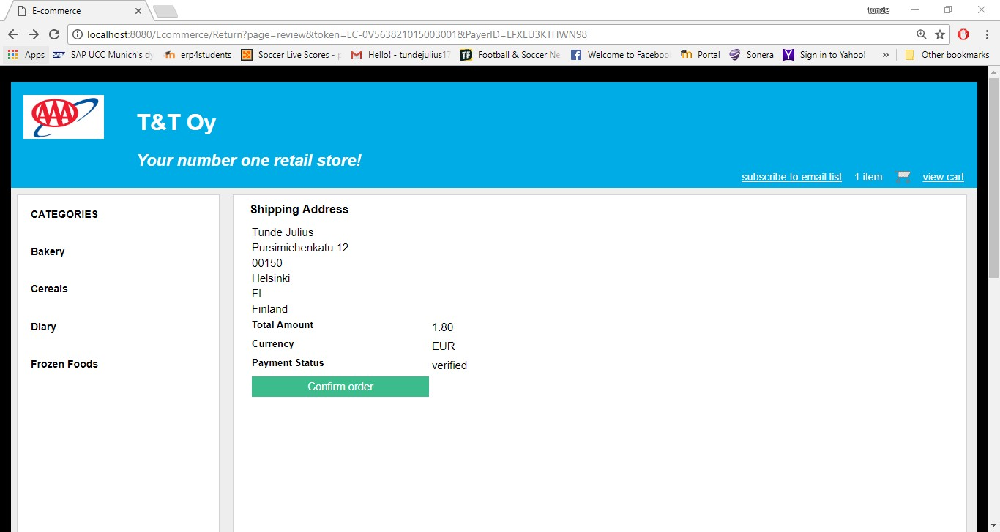 E-commerce
tunde
localhost:8080/Ecommerce/Return?page=review&token=EC-0V563821015003001&PayerID=LFXEU3KTHWN98
Apps SAP SAP UCC Munich's dy erp4students Soccer Live Scores - Hello! - tundejulius17 TF Football & Soccer Ne Welcome to Faceboo Portal Sonera Sign in to Yahoo! » Other bookmarks
AAA
T&T Oy
Your number one retail store!
subscribe to email list 1 item view cart
CATEGORIES
Bakery
Cereals
Diary
Frozen Foods
Shipping Address
Tunde Julius
Pursimiehenkatu 12
00150
Helsinki
FI
Finland
Total Amount 1.80
Currency EUR
Payment Status verified
Confirm order